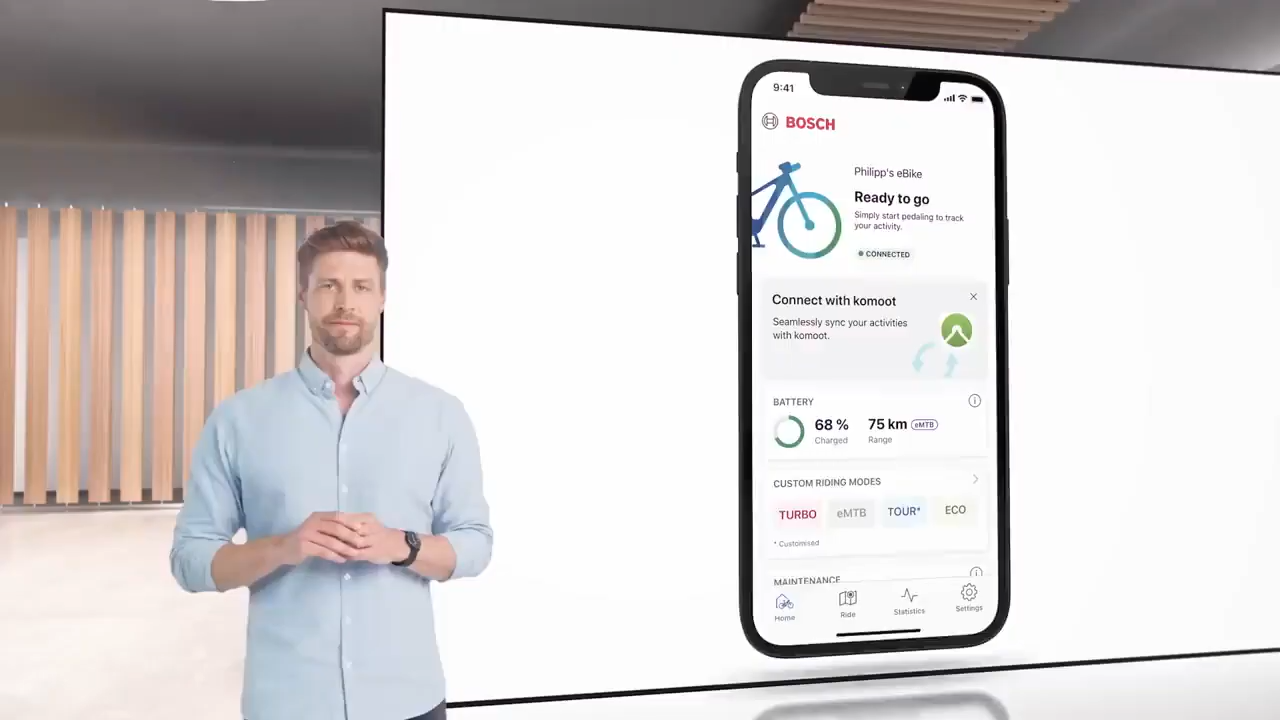 9:41
BOSCH
Philipp's eBike
Ready to go
Simply start pedaling to track
your activity.
CONNECTED
Connect with komoot
Seamlessly sync your activities
with komoot.
BATTERY
68 % 75 km eMTB
Charged Range
CUSTOM RIDING MODES
TURBO eMTB TOUR* ECO
* Customised
MAINTENANCE
Home Ride Statistics Settings